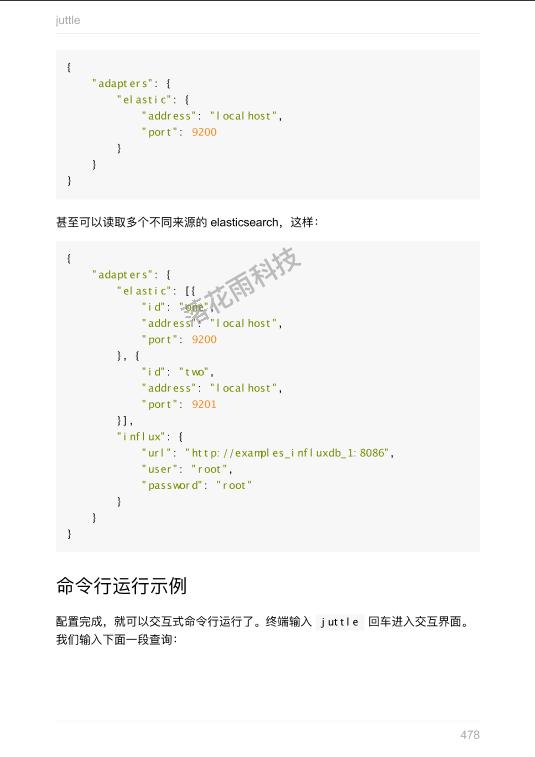 juttle
{
    "adapters": {
        "elastic": {
            "address": "localhost",
            "port": 9200
        }
    }
}
甚至可以读取多个不同来源的 elasticsearch，这样：
{
    "adapters": {
        "elastic": [{
            "id": "one",
            "address": "localhost",
            "port": 9200
        }, {
            "id": "two",
            "address": "localhost",
            "port": 9201
        }],
        "influx": {
            "url": "http://examples_influxdb_1:8086",
            "user": "root",
            "password": "root"
        }
    }
}
落花雨科技
命令行运行示例
配置完成，就可以交互式命令行运行了。终端输入 juttle 回车进入交互界面。
我们输入下面一段查询：
478